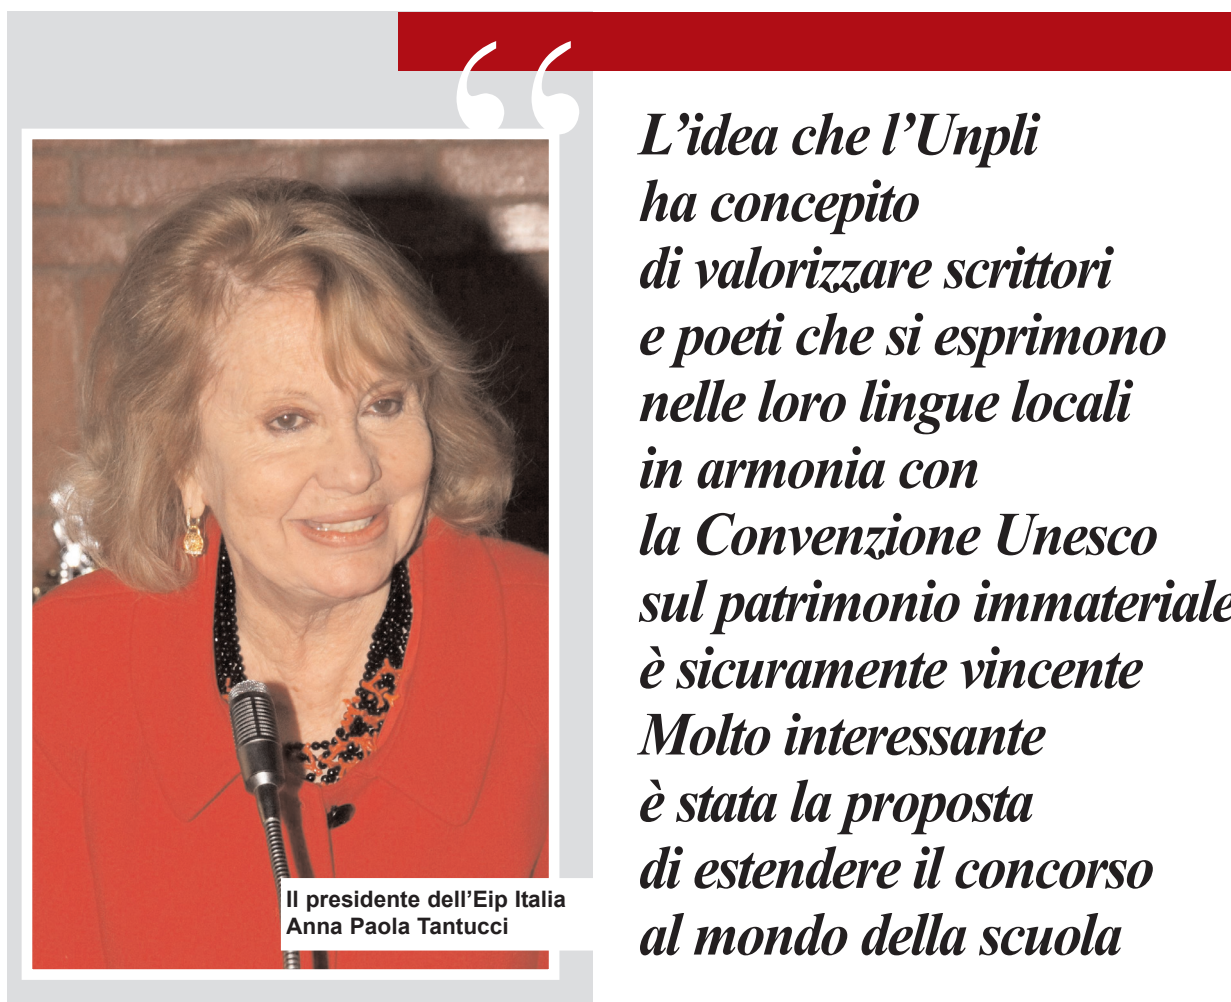 “
L’idea che l’Unpli
ha concepito
di valorizzare scrittori
e poeti che si esprimono
nelle loro lingue locali
in armonia con
la Convenzione Unesco
sul patrimonio immateriale
è sicuramente vincente
Molto interessante
è stata la proposta
di estendere il concorso
al mondo della scuola
Il presidente dell’Eip Italia
Anna Paola Tantucci